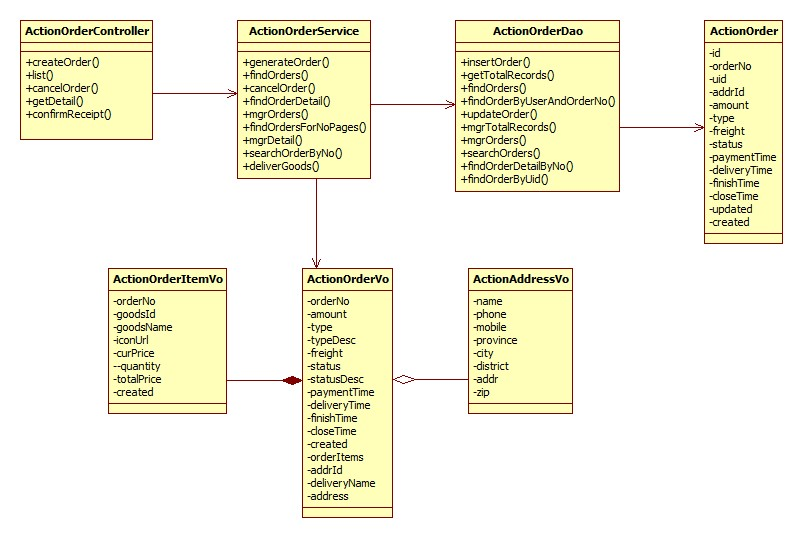 ActionOrderController
+createOrder()
+list()
+cancelOrder()
+getDetail()
+confirmReceipt()
ActionOrderService
+generateOrder()
+findOrders()
+cancelOrder()
+findOrderDetail()
+mgrOrders()
+findOrdersForNoPages()
+mgrDetail()
+searchOrderByNo()
+deliverGoods()
ActionOrderDao
+insertOrder()
+getTotalRecords()
+findOrders()
+findOrderByUserAndOrderNo()
+updateOrder()
+mgrTotalRecords()
+mgrOrders()
+searchOrders()
+findOrderDetailByNo()
+findOrderByUid()
ActionOrder
-id
-orderNo
-uid
-addrId
-amount
-type
-freight
-status
-paymentTime
-deliveryTime
-finishTime
-closeTime
-updated
-created
ActionOrderItemVo
-orderNo
-goodsId
-goodsName
-iconUrl
-curPrice
--quantity
-totalPrice
-created
ActionOrderVo
-orderNo
-amount
-type
-typeDesc
-freight
-status
-statusDesc
-paymentTime
-deliveryTime
-finishTime
-closeTime
-created
-orderItems
-addrId
-deliveryName
-address
ActionAddressVo
-name
-phone
-mobile
-province
-city
-district
-addr
-zip